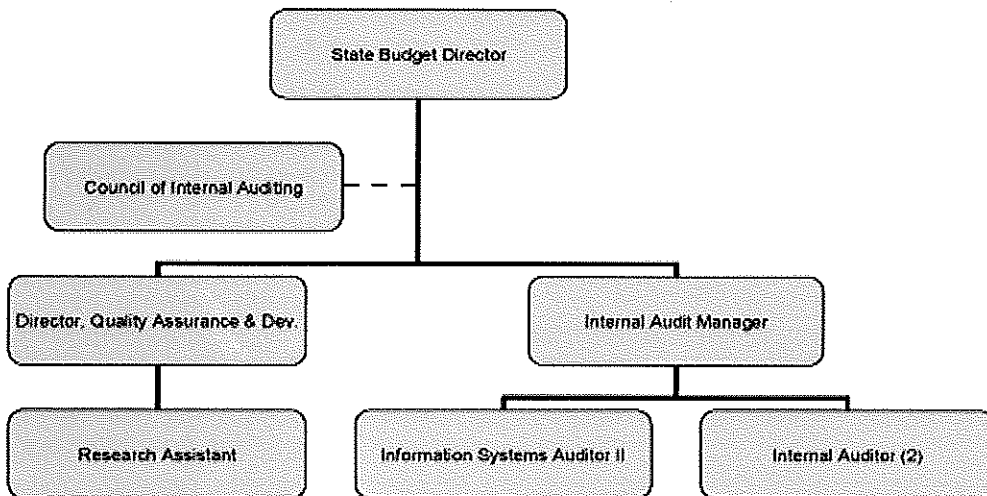 State Budget Director
Council of Internal Auditing
Director, Quality Assurance & Dev.
Internal Audit Manager
Research Assistant
Information Systems Auditor II
Internal Auditor (2)